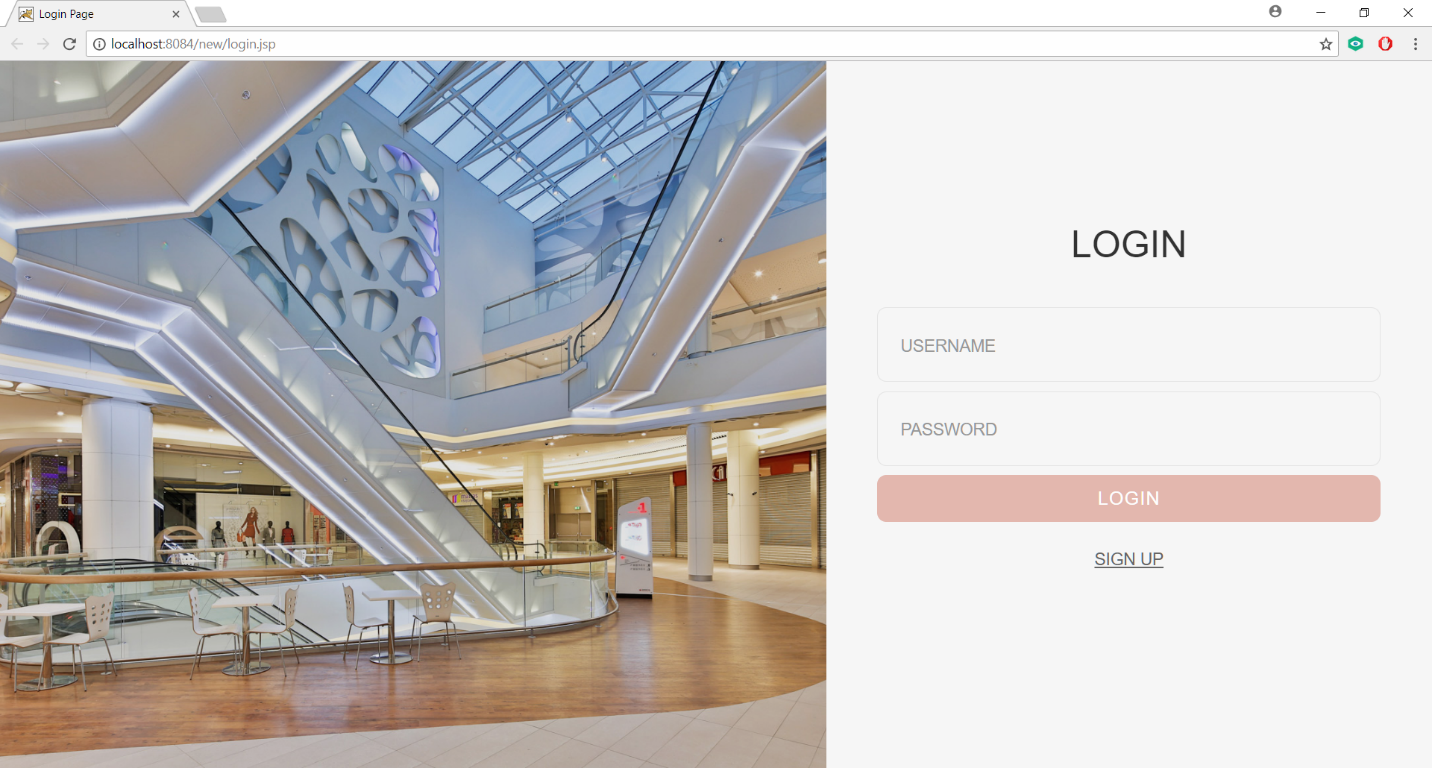 Login Page
localhost:8084/new/login.jsp
LOGIN
USERNAME
PASSWORD
LOGIN
SIGN UP